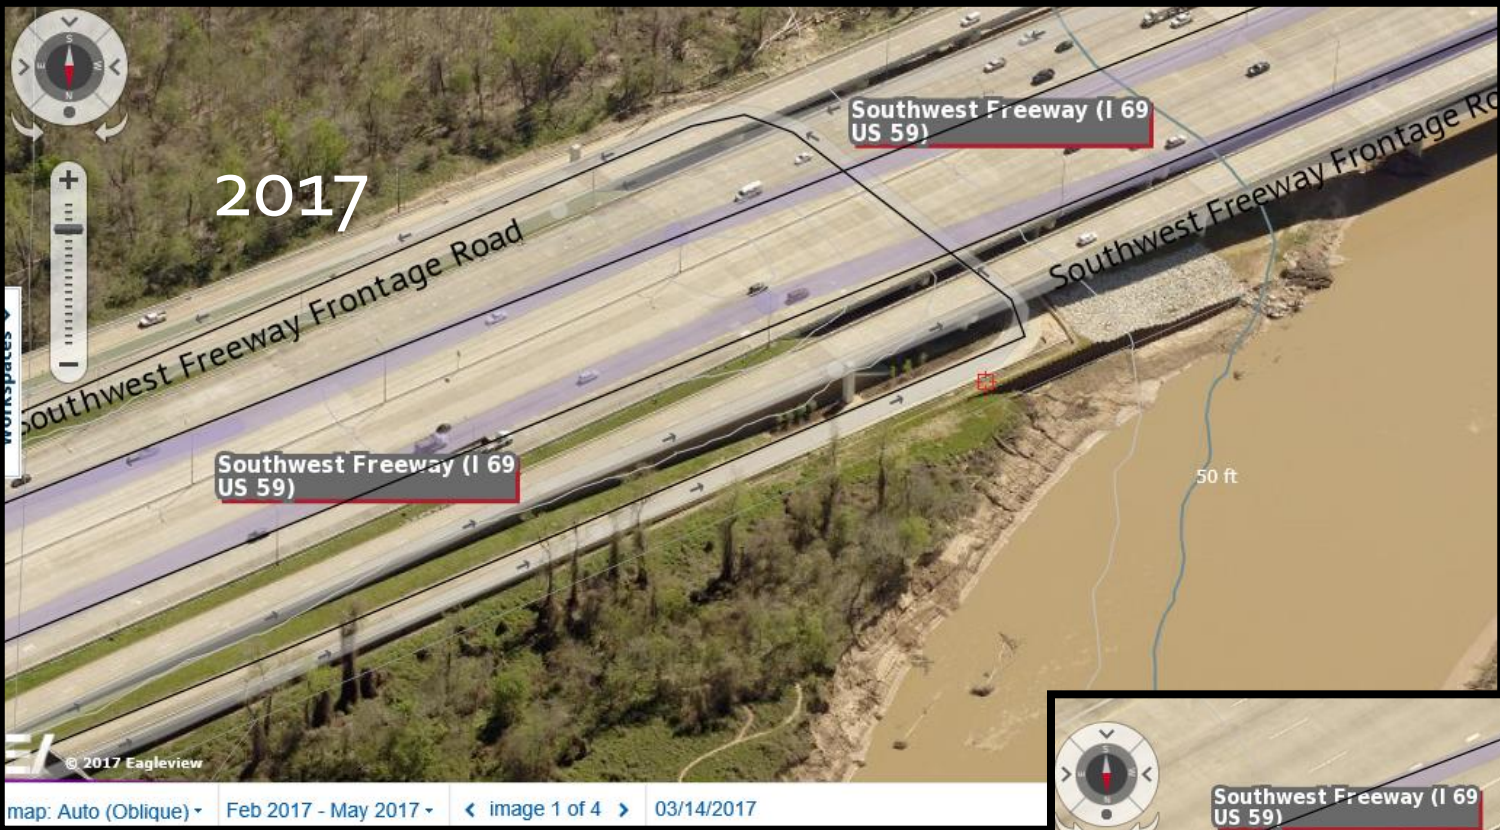 S
E
W
N
Southwest Freeway (I 69
US 59)
2017
Southwest Freeway Frontage Road
Southwest Freeway Frontage Ro
+
−
Workspaces
Southwest Freeway (I 69
US 59)
50 ft
EI
© 2017 Eagleview
map: Auto (Oblique)
Feb 2017 - May 2017
image 1 of 4
03/14/2017
S
E
W
N
Southwest Freeway (I 69
US 59)